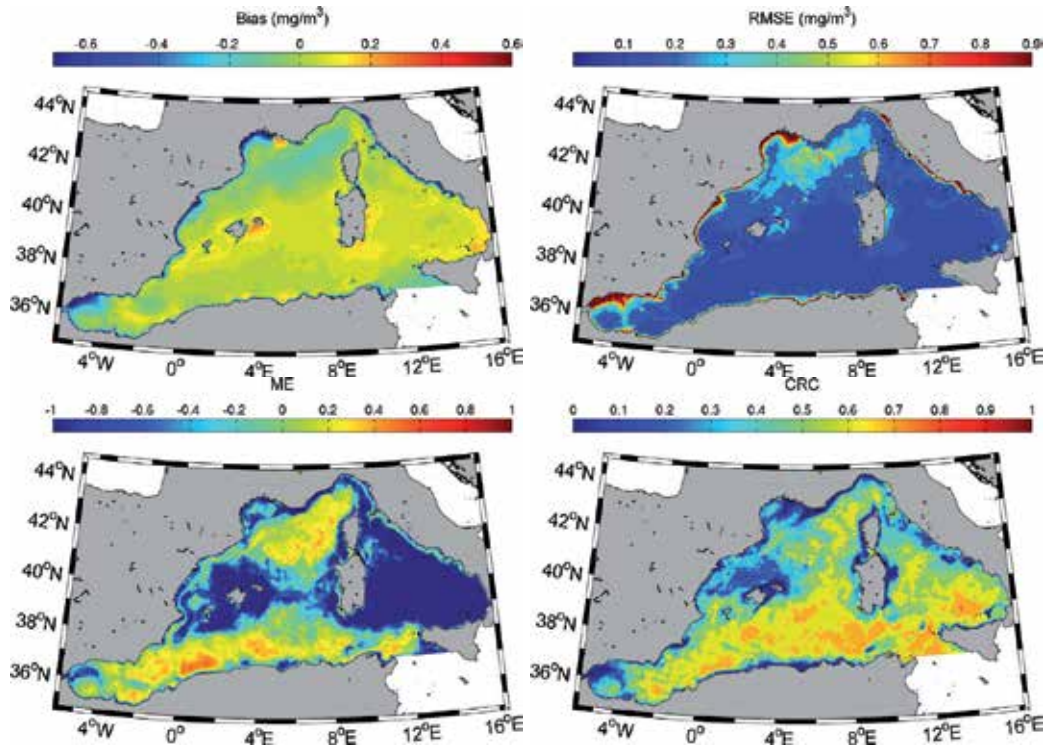 Bias (mg/m³)
-0.6 -0.4 -0.2 0 0.2 0.4 0.6
44°N
42°N
40°N
38°N
36°N
4°W 0° 4°E 8°E 12°E 16°E
RMSE (mg/m³)
0.1 0.2 0.3 0.4 0.5 0.6 0.7 0.8 0.9
44°N
42°N
40°N
38°N
36°N
4°W 0° 4°E 8°E 12°E 16°E
ME
-1 -0.8 -0.6 -0.4 -0.2 0 0.2 0.4 0.6 0.8 1
44°N
42°N
40°N
38°N
36°N
4°W 0° 4°E 8°E 12°E 16°E
CRC
0 0.1 0.2 0.3 0.4 0.5 0.6 0.7 0.8 0.9 1
44°N
42°N
40°N
38°N
36°N
4°W 0° 4°E 8°E 12°E 16°E